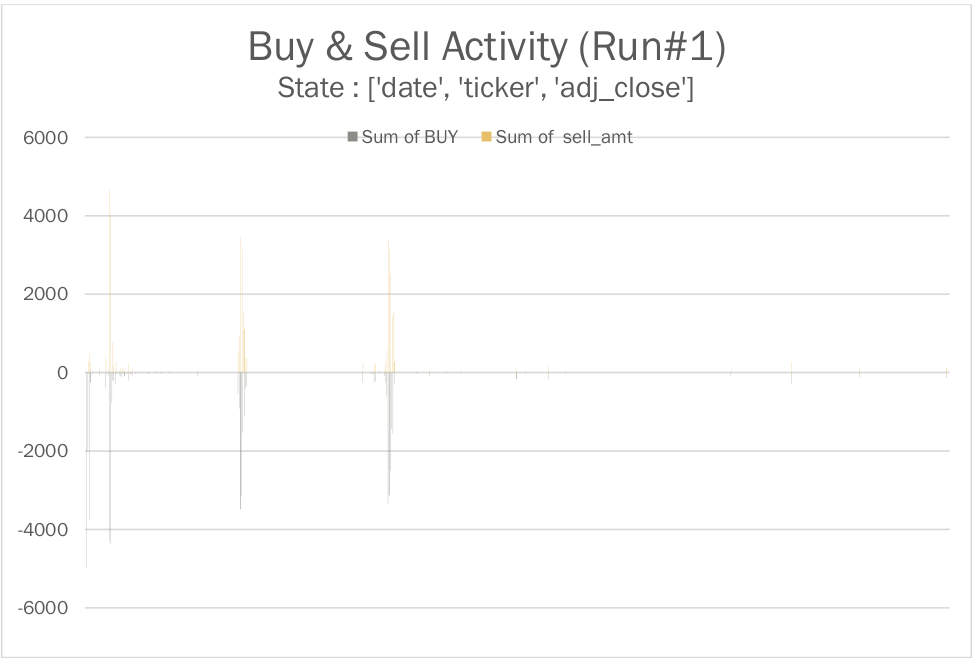 Buy & Sell Activity (Run#1)
State : ['date', 'ticker', 'adj_close']
Sum of BUY
Sum of sell_amt
6000
4000
2000
0
-2000
-4000
-6000